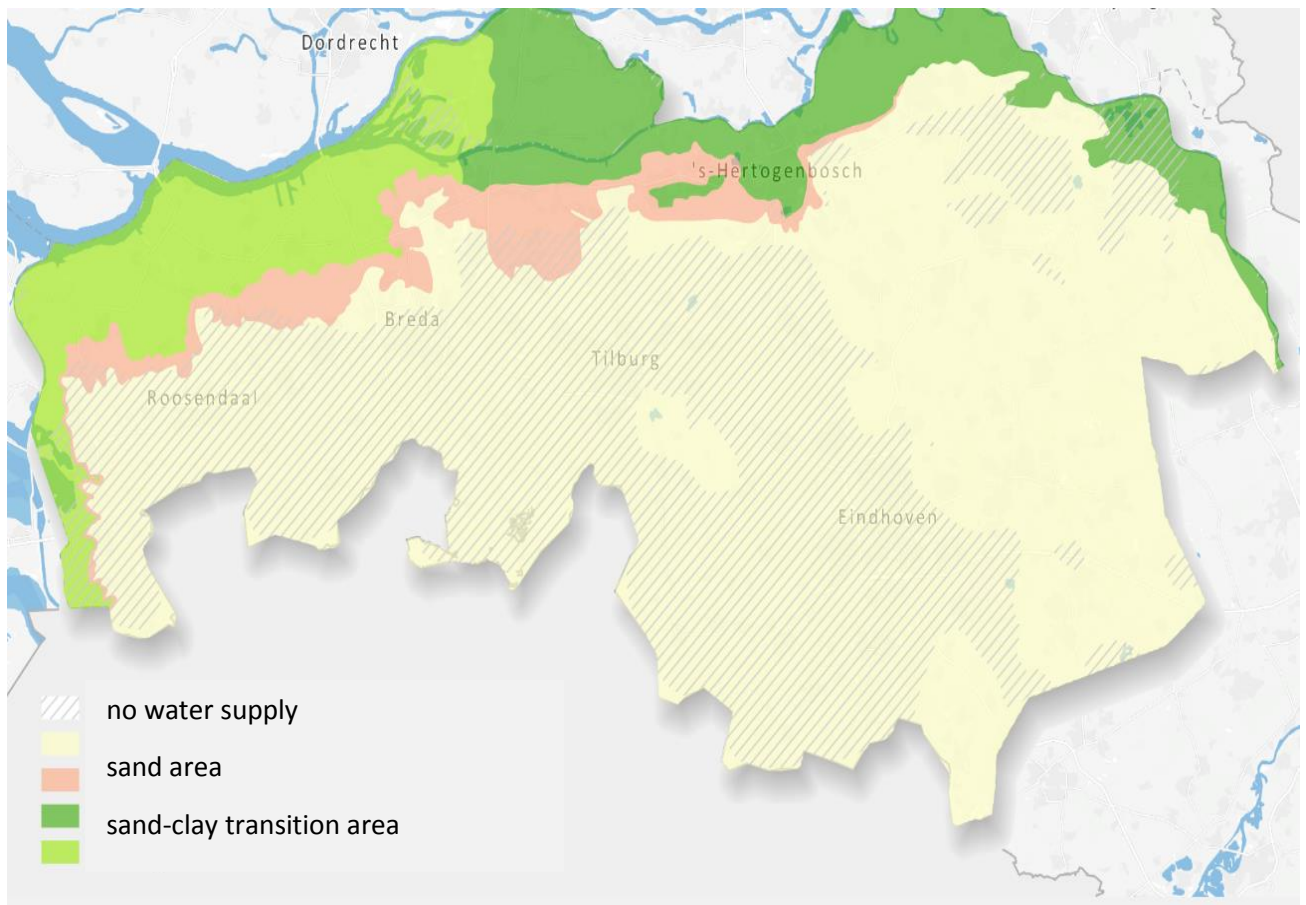 Dordrecht
's-Hertogenbosch
Breda
Tilburg
Roosendaal
Eindhoven
no water supply
sand area
sand-clay transition area